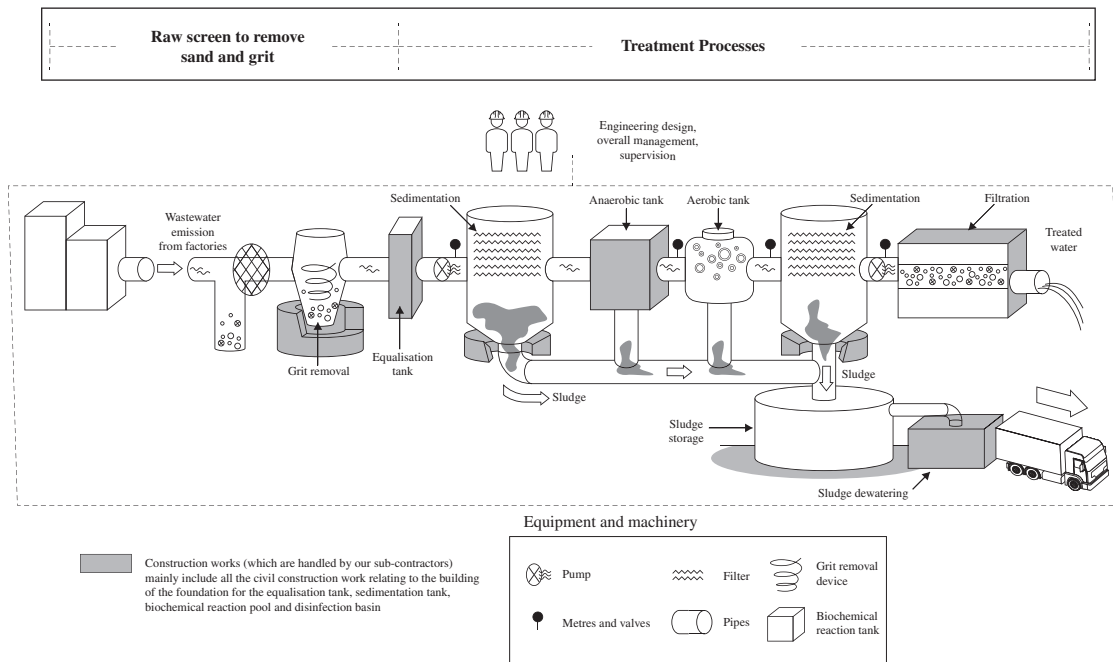 Raw screen to remove
sand and grit
Treatment Processes
Engineering design,
overall management,
supervision
Sedimentation
Anaerobic tank
Aerobic tank
Sedimentation
Filtration
Wastewater
emission
from factories
Treated
water
Grit removal
Equalisation
tank
Sludge
Sludge
Sludge
storage
Sludge dewatering
Equipment and machinery
Construction works (which are handled by our sub-contractors)
mainly include all the civil construction work relating to the building
of the foundation for the equalisation tank, sedimentation tank,
biochemical reaction pool and disinfection basin
Pump
Filter
Grit removal
device
Metres and valves
Pipes
Biochemical
reaction tank